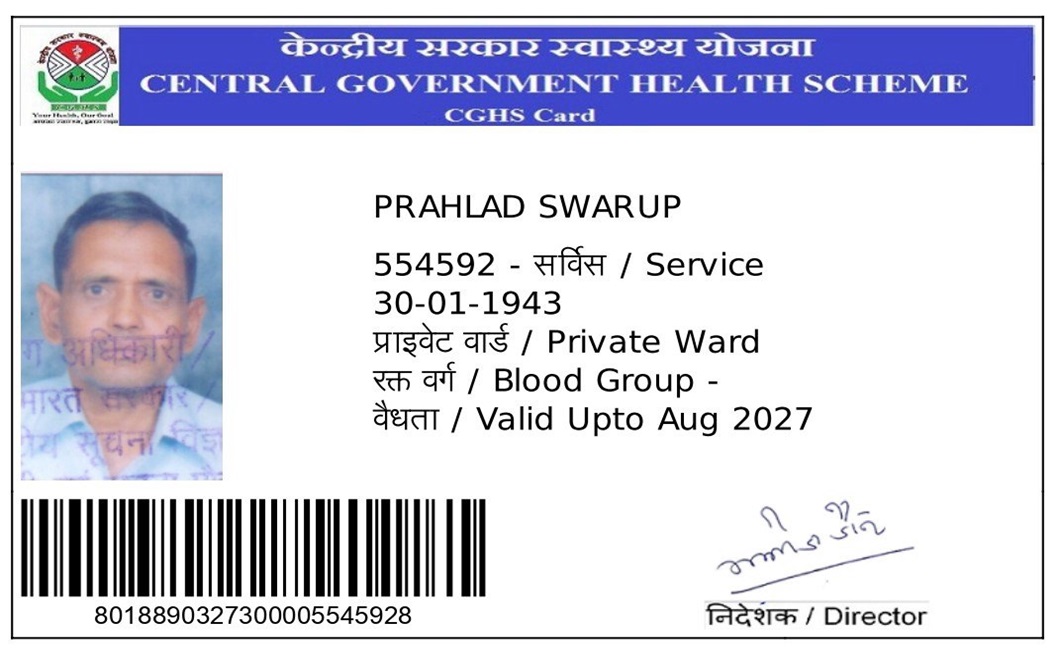 केन्द्रीय सरकार स्वास्थ्य योजना
CENTRAL GOVERNMENT HEALTH SCHEME
CGHS Card
Your Health, Our Goal
PRAHLAD SWARUP
554592 - सर्विस / Service
30-01-1943
प्राइवेट वार्ड / Private Ward
रक्त वर्ग / Blood Group -
वैधता / Valid Upto Aug 2027
अधिकारी /
भारत सरकार /
सूचना
8018890327300005545928
निदेशक / Director